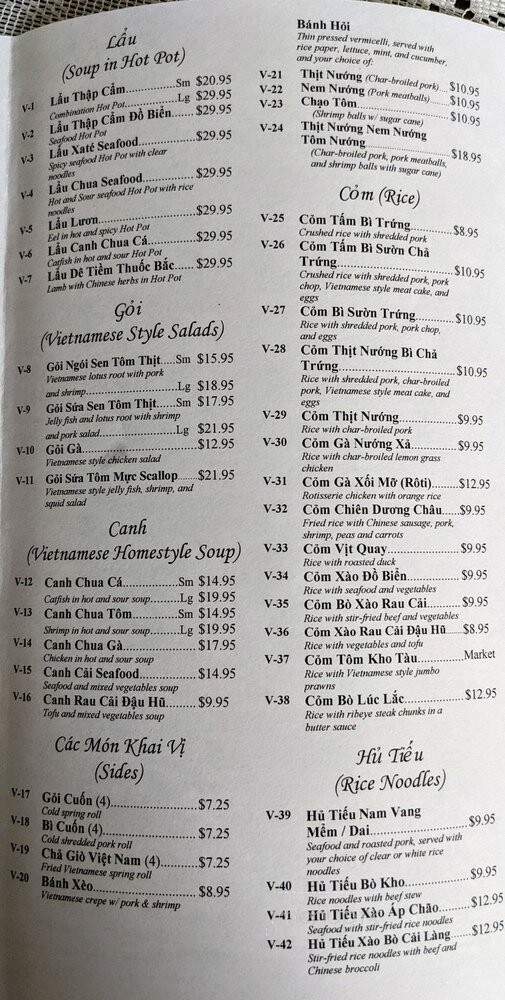 Lẩu
(Soup in Hot Pot)
V-1 Lẩu Thập Cẩm..................Sm $20.95
Combination Hot Pot..................Lg $29.95
V-2 Lẩu Thập Cẩm Đồ Biển....... $29.95
Seafood Hot Pot
V-3 Lẩu Xaté Seafood................$29.95
Spicy seafood Hot Pot with clear
noodles
V-4 Lẩu Chua Seafood...............$29.95
Hot and Sour seafood Hot Pot with rice
noodles
V-5 Lẩu Lươn...........................$29.95
Eel in hot and spicy Hot Pot
V-6 Lẩu Canh Chua Cá..............$29.95
Catfish in hot and sour Hot Pot
V-7 Lẩu Dê Tiềm Thuốc Bắc..... $29.95
Lamb with Chinese herbs in Hot Pot
Gỏi
(Vietnamese Style Salads)
V-8 Gỏi Ngói Sen Tôm Thịt.....Sm $15.95
Vietnamese lotus root with pork
and shrimp.......................Lg $18.95
V-9 Gỏi Sứa Sen Tôm Thịt......Sm $17.95
Jelly fish and lotus root with shrimp
and pork salad...................Lg $21.95
V-10 Gỏi Gà..............................$12.95
Vietnamese style chicken salad
V-11 Gỏi Sứa Tôm Mực Scallop.......$21.95
Vietnamese style jelly fish, shrimp, and
squid salad
Canh
(Vietnamese Homestyle Soup)
V-12 Canh Chua Cá.................Sm $14.95
Catfish in hot and sour soup.........Lg $19.95
V-13 Canh Chua Tôm..............Sm $14.95
Shrimp in hot and sour soup.........Lg $19.95
V-14 Canh Chua Gà....................$17.95
Chicken in hot and sour soup
V-15 Canh Cải Seafood................$14.95
Seafood and mixed vegetables soup
V-16 Canh Rau Cải Đậu Hũ........ $9.95
Tofu and mixed vegetables soup
Các Món Khai Vị
(Sides)
V-17 Gỏi Cuốn (4)......................$7.25
Cold spring roll
V-18 Bì Cuốn (4)........................$7.25
Cold shredded pork roll
V-19 Chả Giò Việt Nam (4)..........$7.25
Fried Vietnamese spring roll
V-20 Bánh Xèo...........................$8.95
Vietnamese crepe w/ pork & shrimp
Bánh Hỏi
Thin pressed vermicelli, served with
rice paper, lettuce, mint, and cucumber,
and your choice of:
V-21 Thịt Nướng (Char-broiled pork)....$10.95
V-22 Nem Nướng (Pork meatballs).......$10.95
V-23 Chạo Tôm.............................$10.95
(Shrimp balls w/ sugar cane)
V-24 Thịt Nướng Nem Nướng
Tôm Nướng............................$18.95
(Char-broiled pork, pork meatballs,
and shrimp balls with sugar cane)
Cỏm (Rice)
V-25 Cỏm Tấm Bì Trứng...............$8.95
Crushed rice with shredded pork
V-26 Cỏm Tấm Bì Sườn Chả
Trứng..................................$10.95
Crushed rice with shredded pork, pork
chop, Vietnamese style meat cake, and
eggs
V-27 Cỏm Bì Sườn Trứng............$10.95
Rice with shredded pork, pork chop,
and eggs
V-28 Cỏm Thịt Nướng Bì Chả
Trứng..................................$10.95
Rice with shredded pork, char-broiled
pork, Vietnamese style meat cake, and
eggs
V-29 Cỏm Thịt Nướng..................$9.95
Rice with char-broiled pork
V-30 Cỏm Gà Nướng Xả...............$9.95
Rice with char-broiled lemon grass
chicken
V-31 Cỏm Gà Xối Mỡ (Rôti)........$12.95
Rotisserie chicken with orange rice
V-32 Cỏm Chiên Dương Châu......$9.95
Fried rice with Chinese sausage, pork,
shrimp, peas and carrots
V-33 Cỏm Vịt Quay......................$9.95
Rice with roasted duck
V-34 Cỏm Xào Đồ Biển................$9.95
Rice with seafood and vegetables
V-35 Cỏm Bò Xào Rau Cải...........$9.95
Rice with stir-fried beef and vegetables
V-36 Cỏm Xào Rau Cải Đậu Hũ......$8.95
Rice with vegetables and tofu
V-37 Cỏm Tôm Kho Tàu...............Market
Rice with Vietnamese style jumbo
prawns
V-38 Cỏm Bò Lúc Lắc..................$12.95
Rice with ribeye steak chunks in a
butter sauce
Hủ Tiếu
(Rice Noodles)
V-39 Hủ Tiếu Nam Vang
Mềm / Dai.............................$9.95
Seafood and roasted pork, served with
your choice of clear or white rice
noodles
V-40 Hủ Tiếu Bò Kho...................$9.95
Rice noodles with beef stew
V-41 Hủ Tiếu Xào Áp Chão..........$12.95
Seafood with stir-fried rice noodles
V-42 Hủ Tiếu Xào Bò Cải Làng.....$12.95
Stir-fried rice noodles with beef and
Chinese broccoli